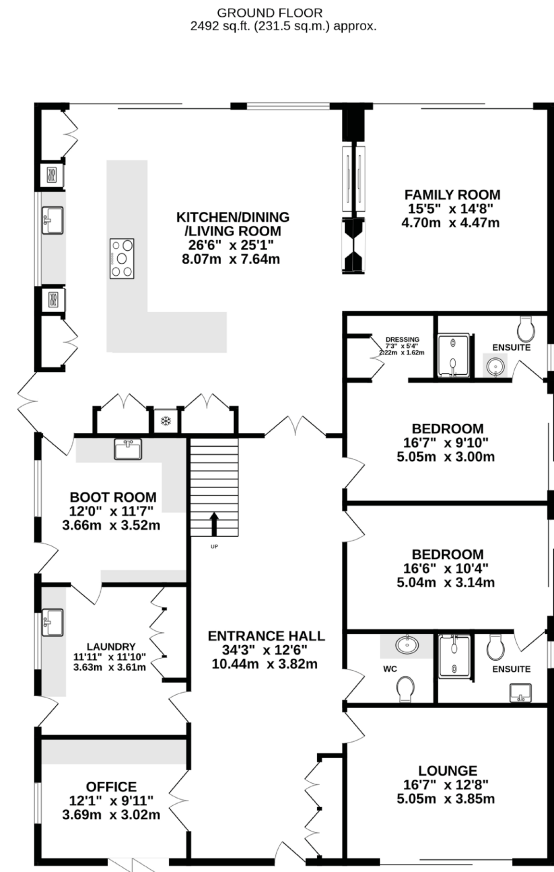 GROUND FLOOR
2492 sq.ft. (231.5 sq.m.) approx.
KITCHEN/DINING
/LIVING ROOM
26'6" x 25'1"
8.07m x 7.64m
FAMILY ROOM
15'5" x 14'8"
4.70m x 4.47m
DRESSING
7'3" x 5'4"
2.22m x 1.62m
ENSUITE
BEDROOM
16'7" x 9'10"
5.05m x 3.00m
BOOT ROOM
12'0" x 11'7"
3.66m x 3.52m
UP
BEDROOM
16'6" x 10'4"
5.04m x 3.14m
LAUNDRY
11'11" x 11'10"
3.63m x 3.61m
ENTRANCE HALL
34'3" x 12'6"
10.44m x 3.82m
WC
ENSUITE
OFFICE
12'1" x 9'11"
3.69m x 3.02m
LOUNGE
16'7" x 12'8"
5.05m x 3.85m